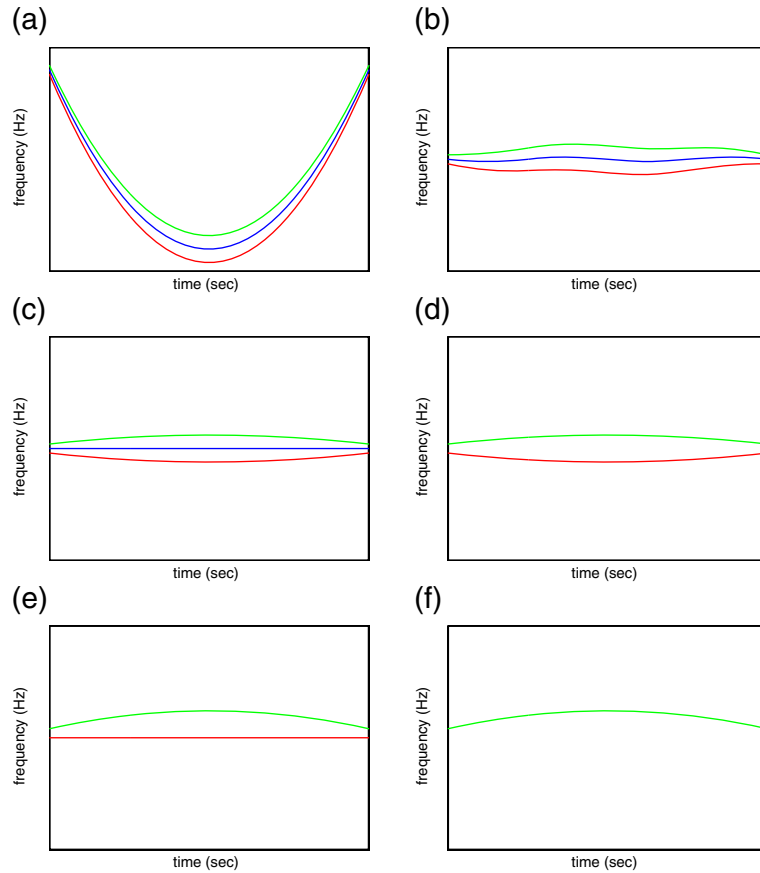 (a)
frequency (Hz)
time (sec)
(b)
frequency (Hz)
time (sec)
(c)
frequency (Hz)
time (sec)
(d)
frequency (Hz)
time (sec)
(e)
frequency (Hz)
time (sec)
(f)
frequency (Hz)
time (sec)